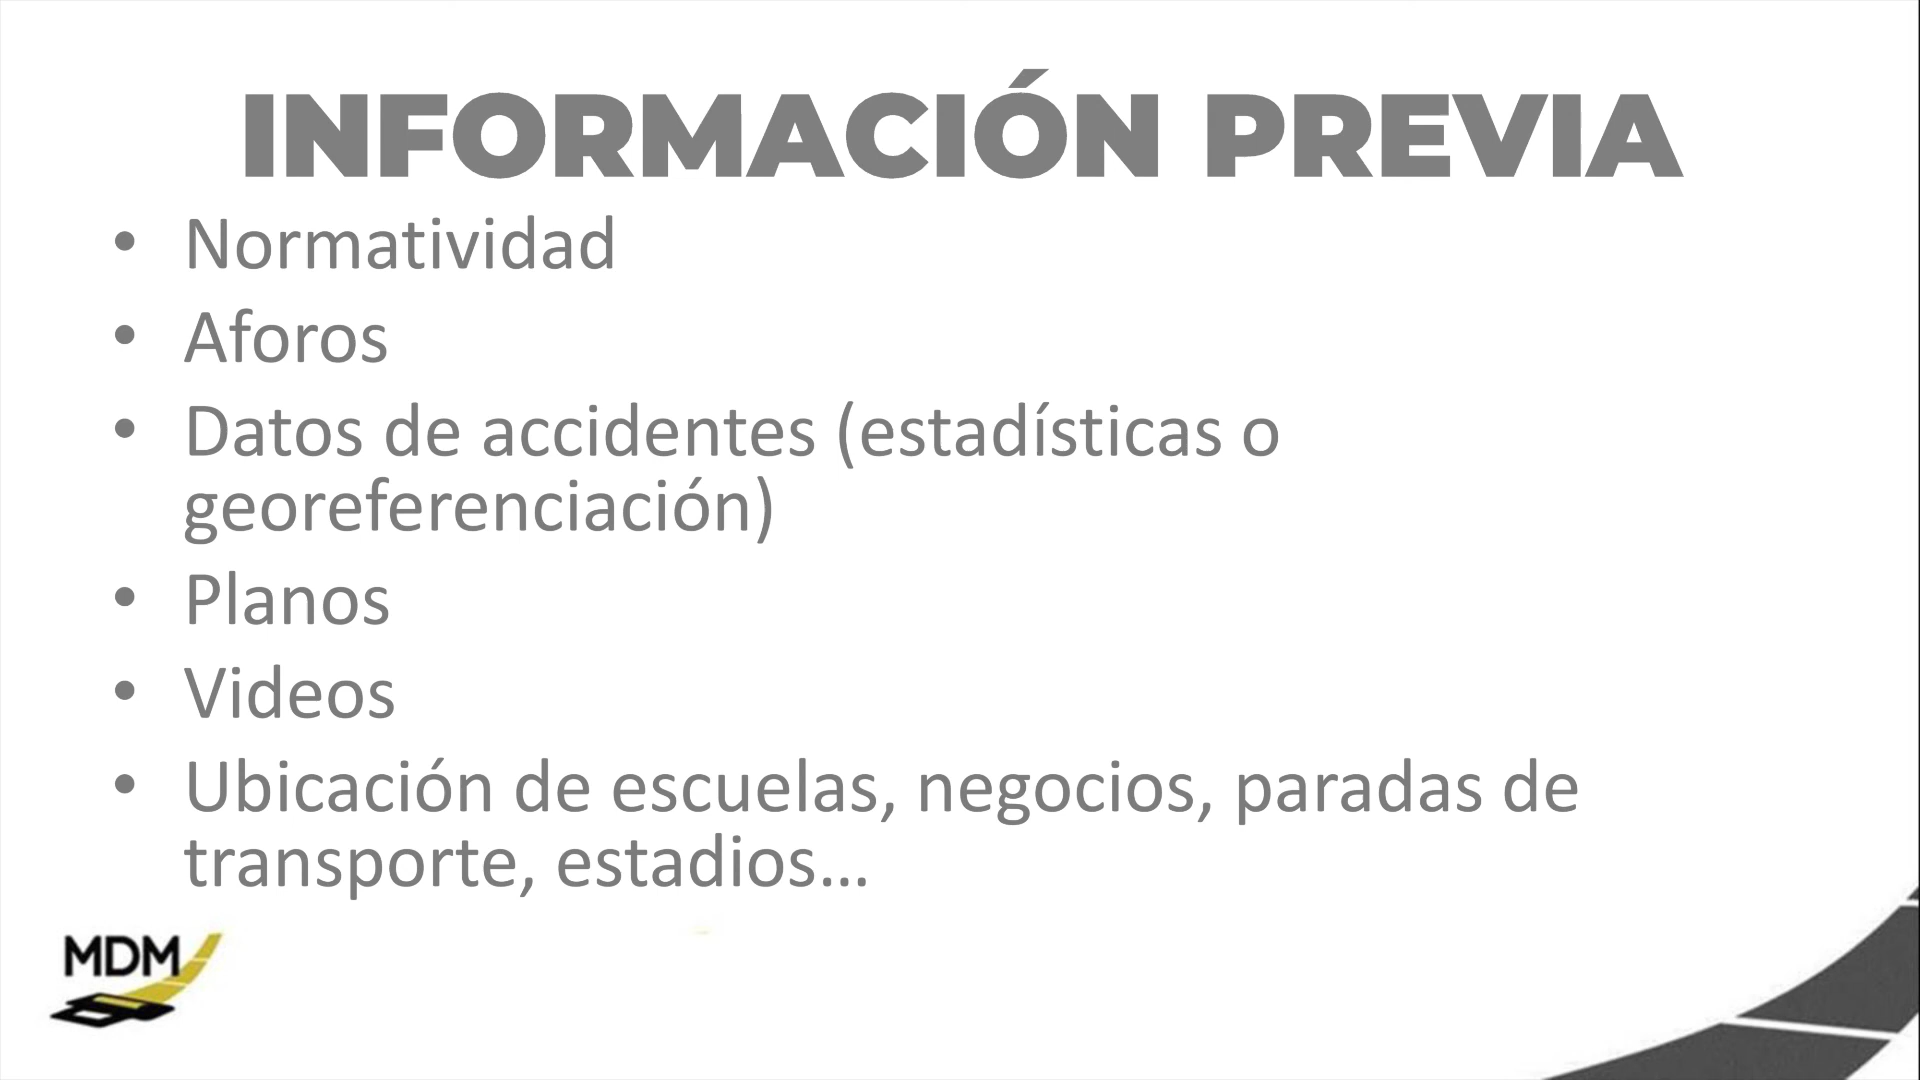 INFORMACIÓN PREVIA
• Normatividad
• Aforos
• Datos de accidentes (estadísticas o
georeferenciación)
• Planos
• Videos
• Ubicación de escuelas, negocios, paradas de
transporte, estadios…
MDM